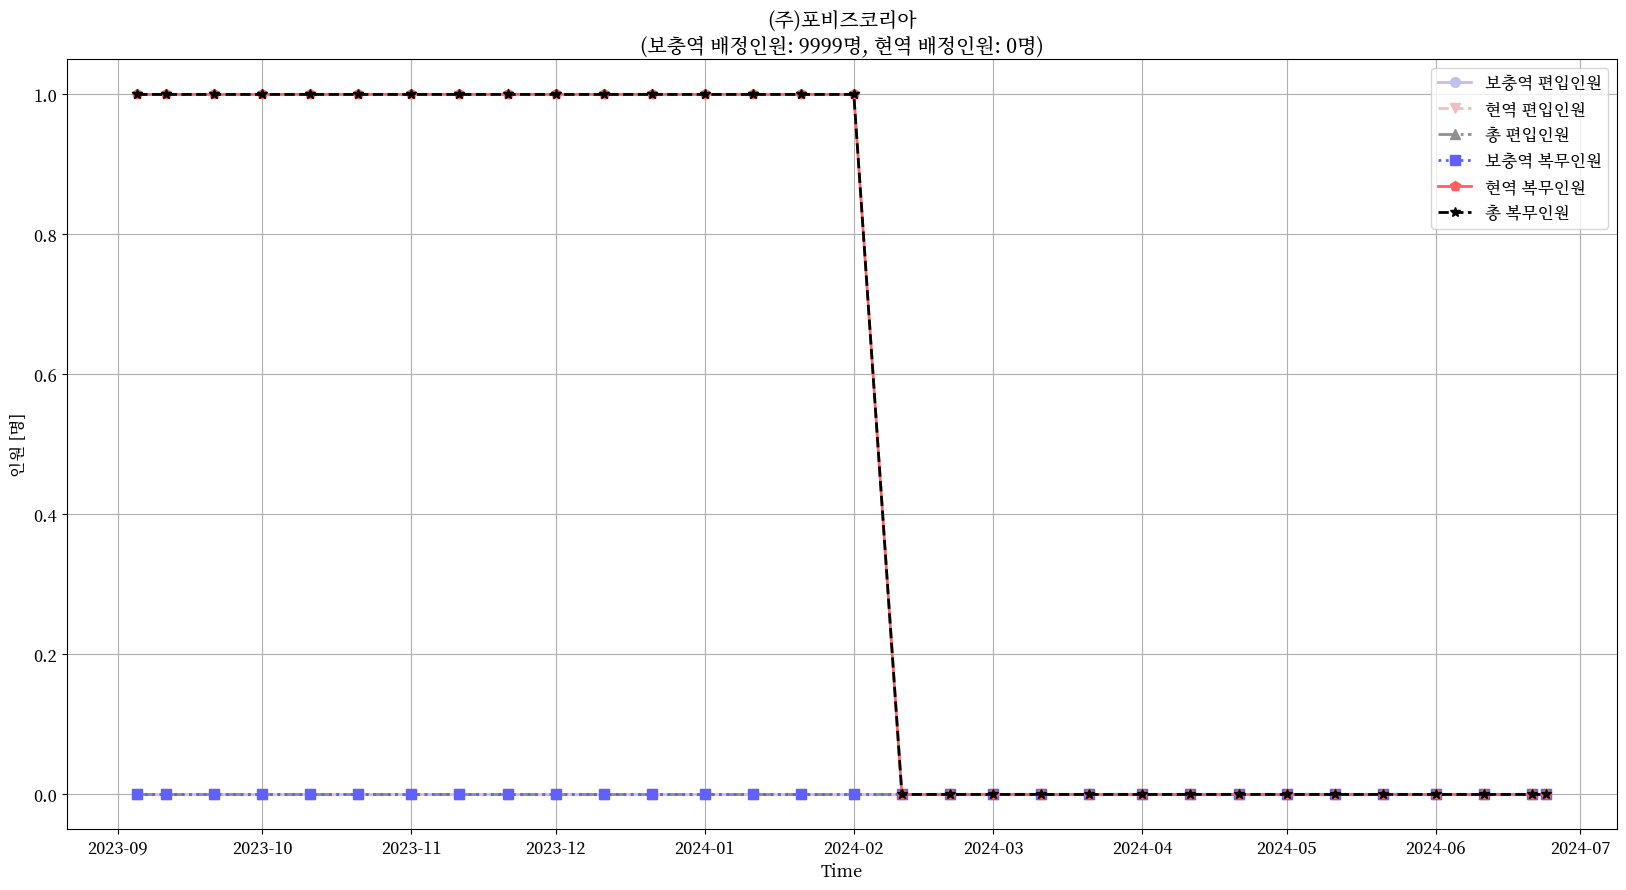 (주)포비즈코리아
(보충역 배정인원: 9999명, 현역 배정인원: 0명)
보충역 편입인원
현역 편입인원
총 편입인원
보충역 복무인원
현역 복무인원
총 복무인원
1.0
0.8
0.6
0.4
0.2
0.0
인원 [명]
2023-09 2023-10 2023-11 2023-12 2024-01 2024-02 2024-03 2024-04 2024-05 2024-06 2024-07
Time